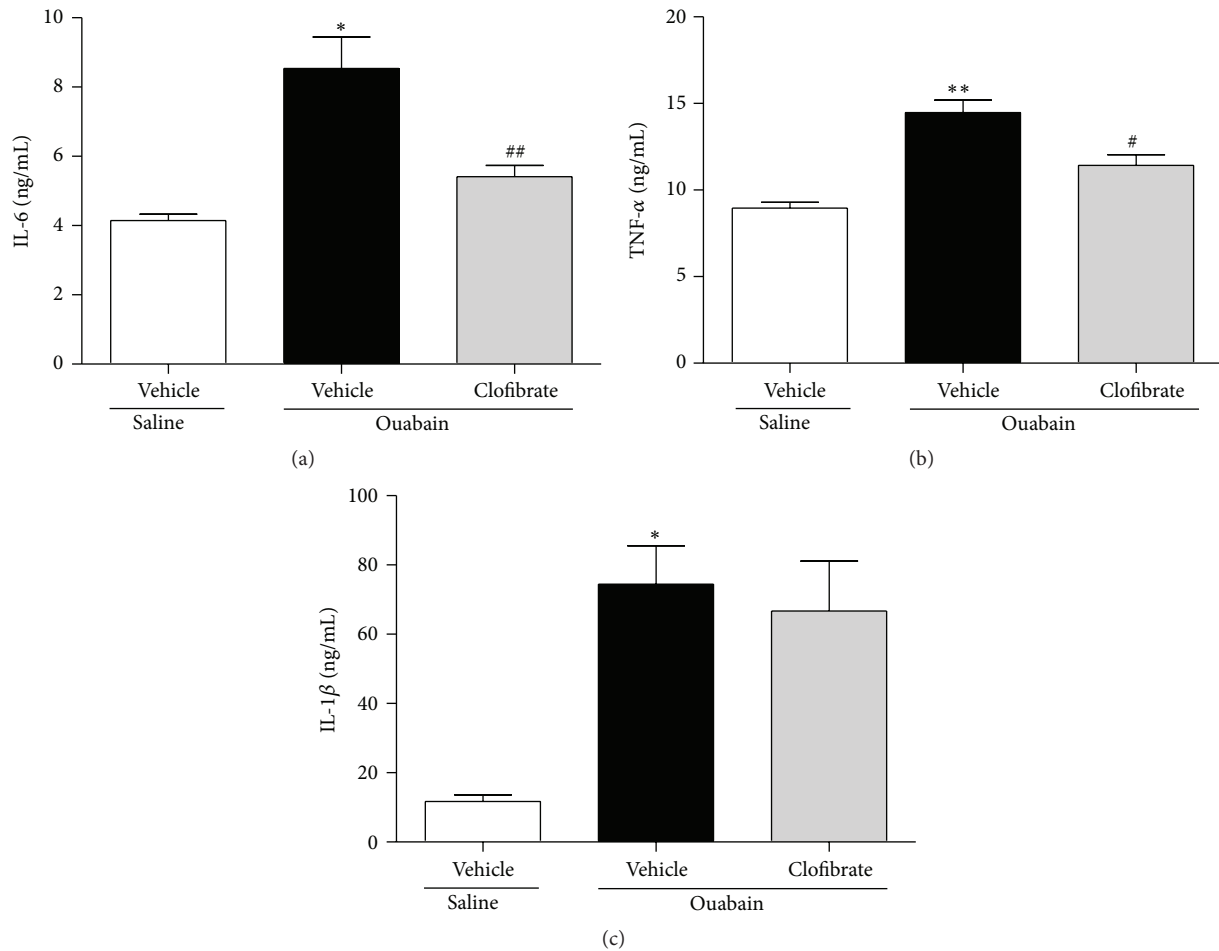 10
8
6
4
2
0
IL-6 (ng/mL)
*
##
Vehicle
Vehicle
Clofibrate
Saline
Ouabain
(a)
20
15
10
5
0
TNF-α (ng/mL)
**
#
Vehicle
Vehicle
Clofibrate
Saline
Ouabain
(b)
100
80
60
40
20
0
IL-1β (ng/mL)
*
Vehicle
Vehicle
Clofibrate
Saline
Ouabain
(c)